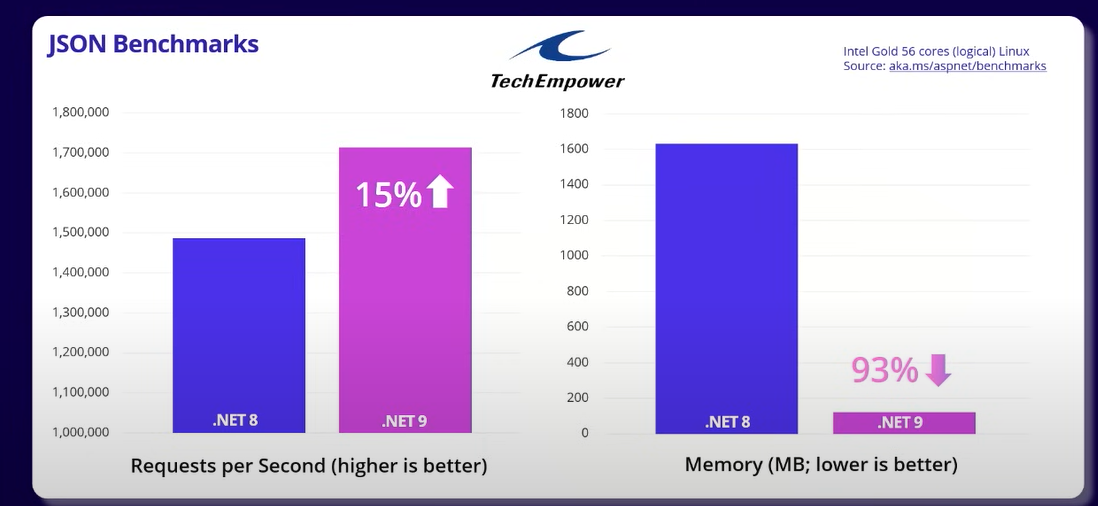 JSON Benchmarks
TechEmpower
Intel Gold 56 cores (logical) Linux
Source: aka.ms/aspnet/benchmarks
1,800,000
1,700,000
1,600,000
1,500,000
1,400,000
1,300,000
1,200,000
1,100,000
1,000,000
15%
.NET 8
.NET 9
Requests per Second (higher is better)
1800
1600
1400
1200
1000
800
600
400
200
0
93%
.NET 8
.NET 9
Memory (MB; lower is better)